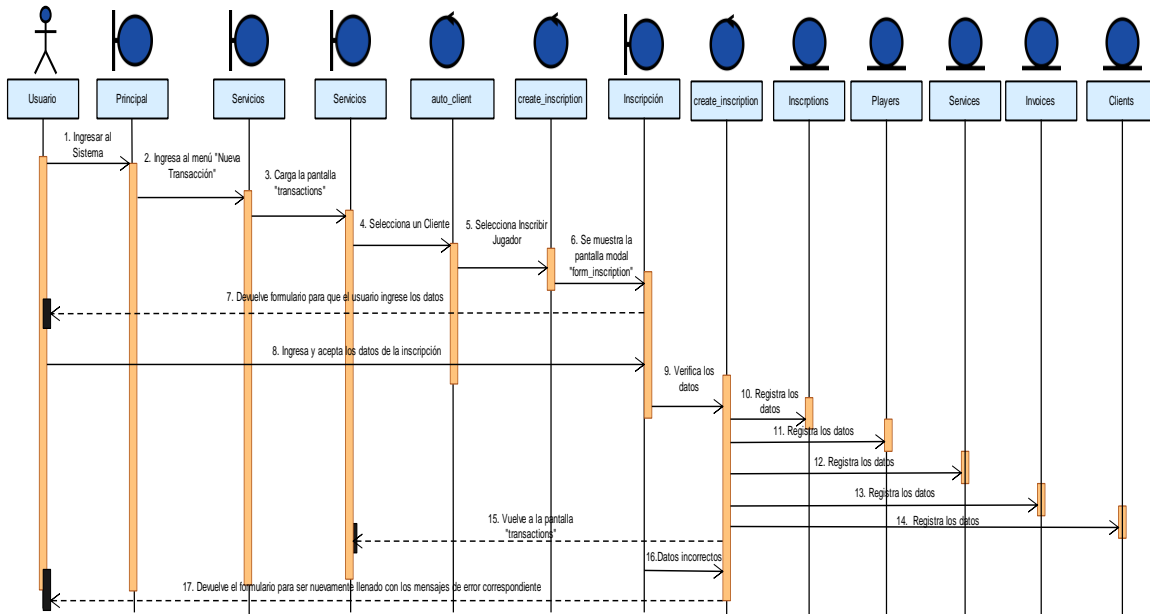 Usuario
Principal
Servicios
Servicios
auto_client
create_inscription
Inscripción
create_inscription
Inscrptions
Players
Services
Invoices
Clients
1. Ingresar al
Sistema
2. Ingresa al menú "Nueva
Transacción"
3. Carga la pantalla
"transactions"
4. Selecciona un Cliente
5. Selecciona Inscribir
Jugador
6. Se muestra la
pantalla modal
"form_inscription"
7. Devuelve formulario para que el usuario ingrese los datos
8. Ingresa y acepta los datos de la inscripción
9. Verifica los
datos
10. Registra los
datos
11. Registra los datos
12. Registra los datos
13. Registra los datos
14. Registra los datos
15. Vuelve a la pantalla
"transactions"
16.Datos incorrectos
17. Devuelve el formulario para ser nuevamente llenado con los mensajes de error correspondiente